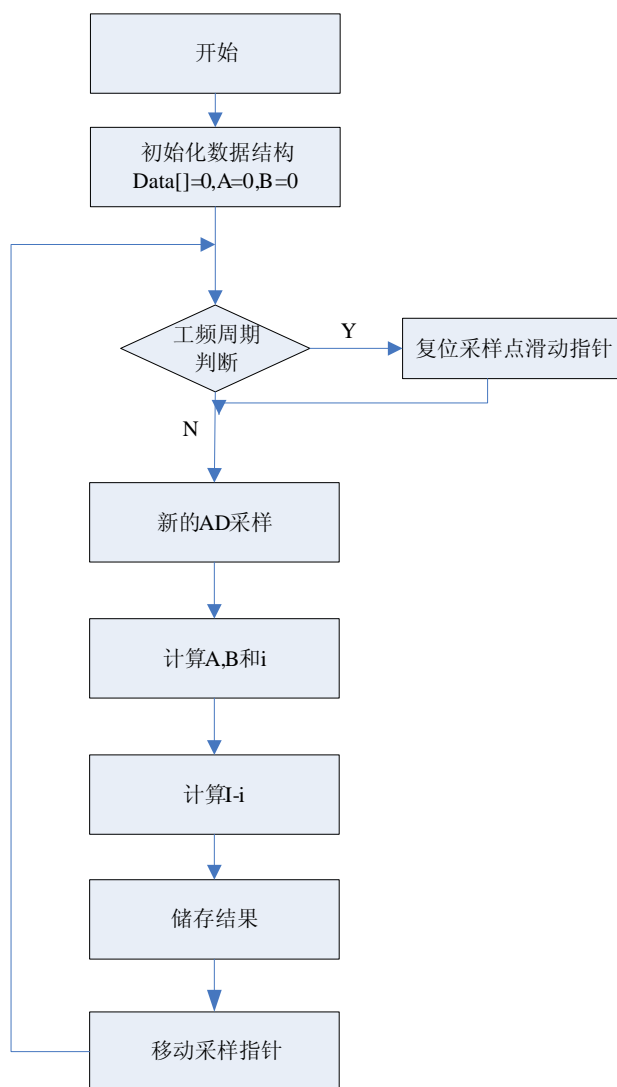 开始
初始化数据结构
Data[]=0,A=0,B=0
工频周期
判断
Y
复位采样点滑动指针
N
新的AD采样
计算A,B和i
计算I-i
储存结果
移动采样指针